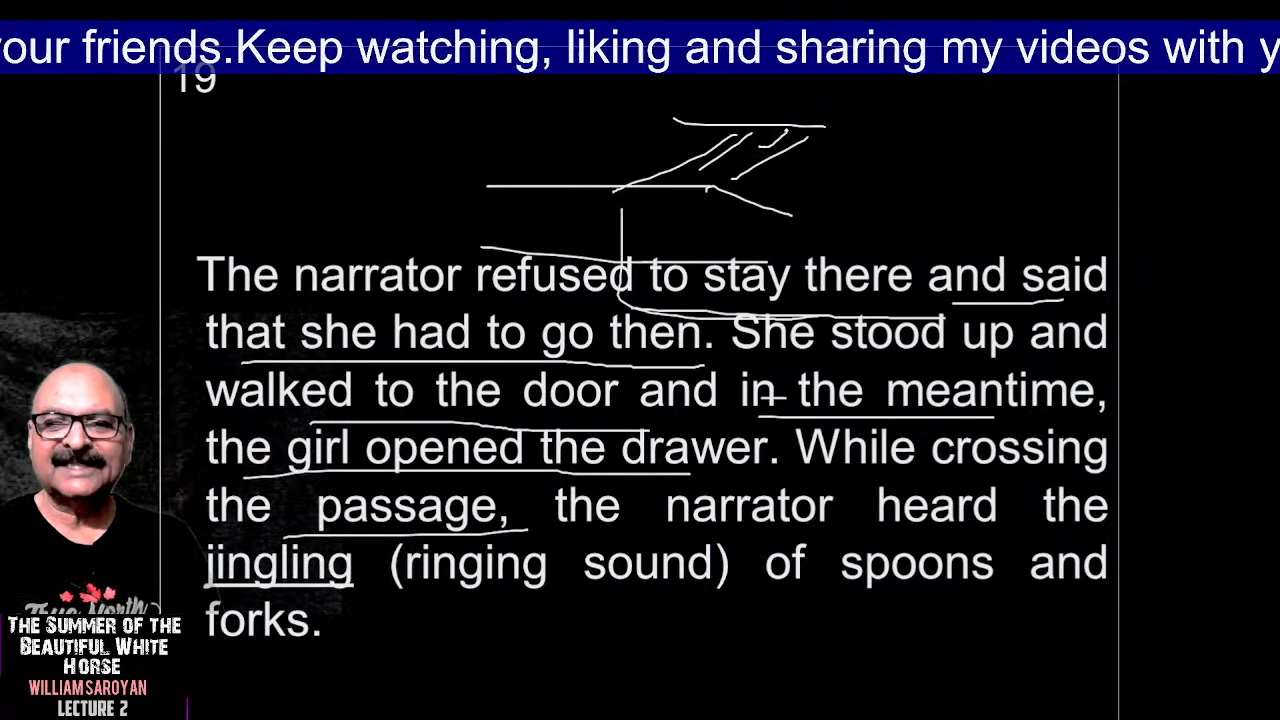 our friends.Keep watching, liking and sharing my videos with y
19
The narrator refused to stay there and said
that she had to go then. She stood up and
walked to the door and in the meantime,
the girl opened the drawer. While crossing
the passage, the narrator heard the
jingling (ringing sound) of spoons and
forks.
True North
The Summer of the
Beautiful White
Horse
William Saroyan
Lecture 2